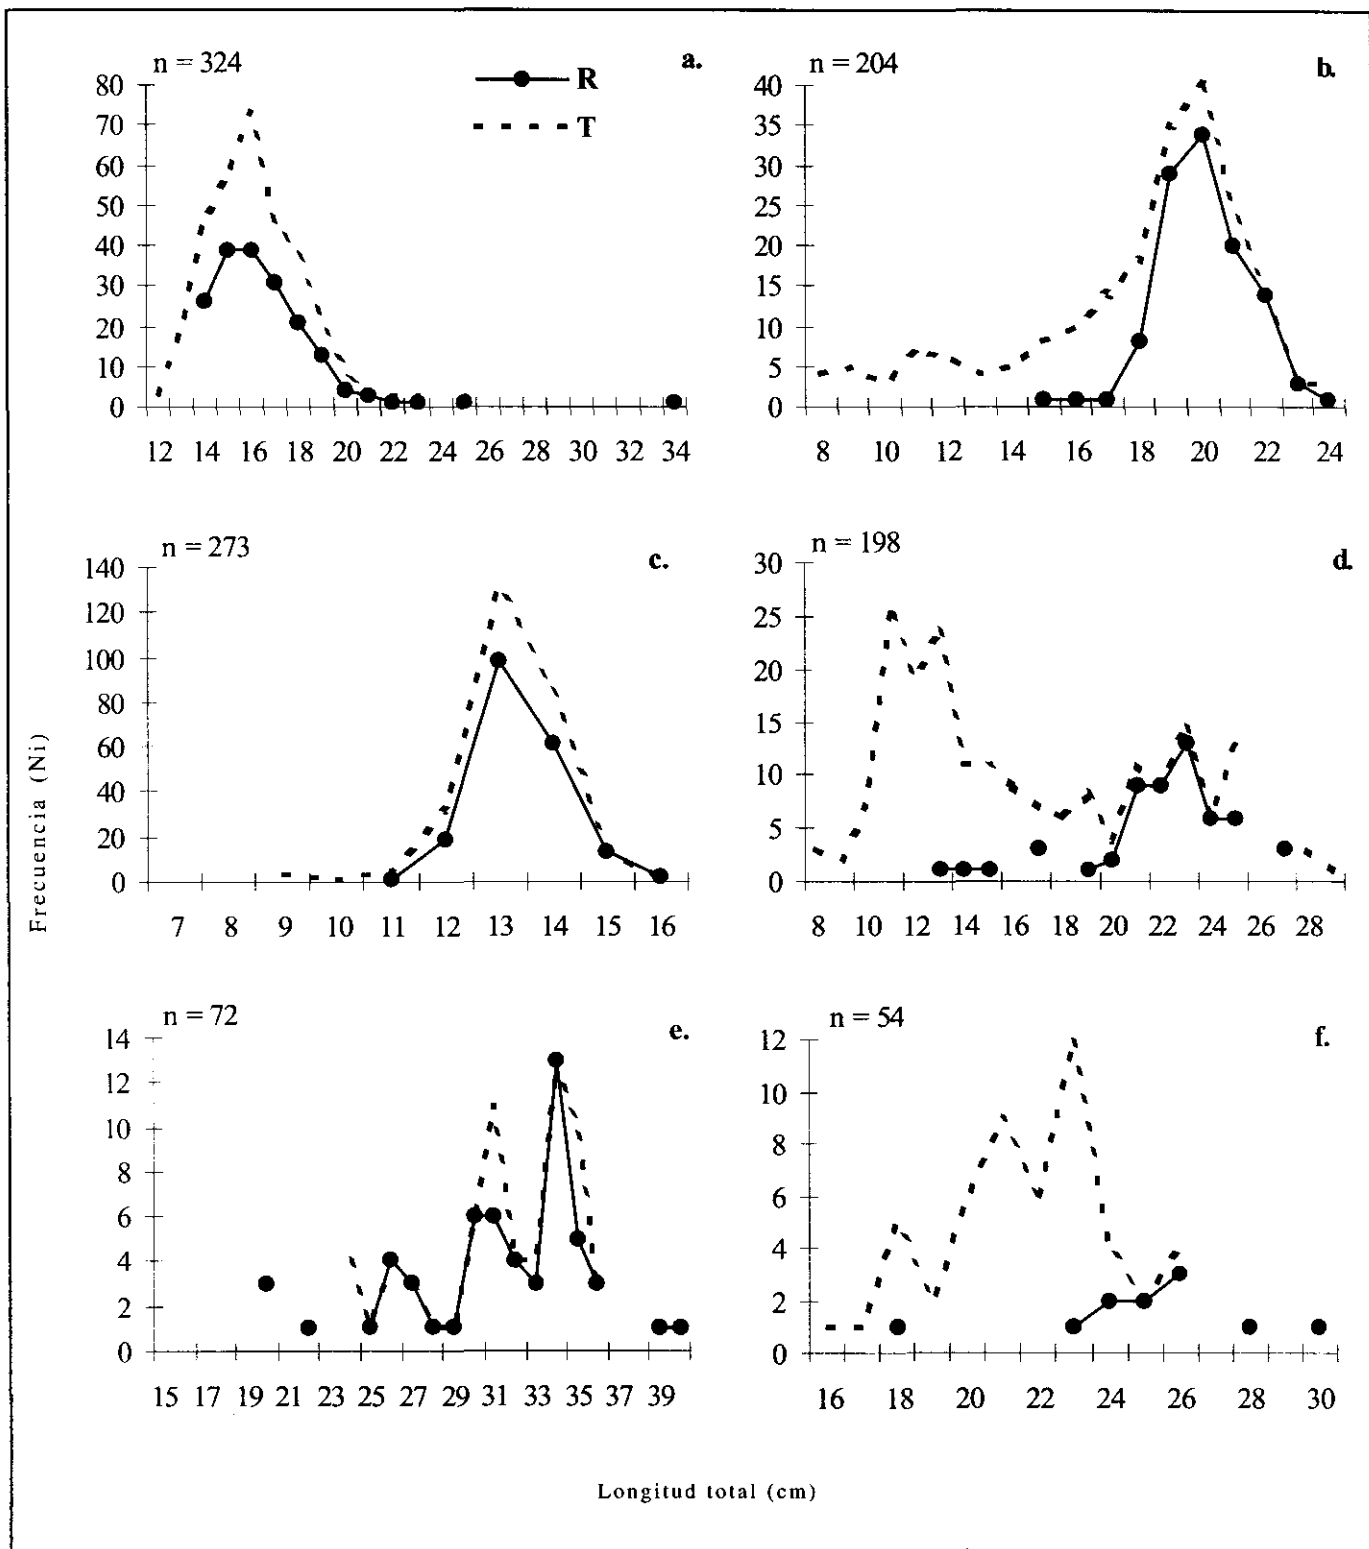 n = 324
a.
R
T
80
70
60
50
40
30
20
10
0
12 14 16 18 20 22 26 28 30 32 34
n = 204
b.
40
35
30
25
20
15
10
5
0
8 10 12 14 16 18 20 22 24
n = 273
c.
140
120
100
80
60
40
20
0
7 8 9 10 11 12 13 14 15 16
n = 198
d.
30
25
20
15
10
5
0
8 10 12 14 16 18 20 22 24 28
Frecuencia (Ni)
n = 72
e.
14
12
10
8
6
4
2
0
15 17 19 21 23 25 27 29 31 33 35 37 39
n = 54
f.
12
10
8
6
4
2
0
16 18 20 22 24 26 28 30
Longitud total (cm)